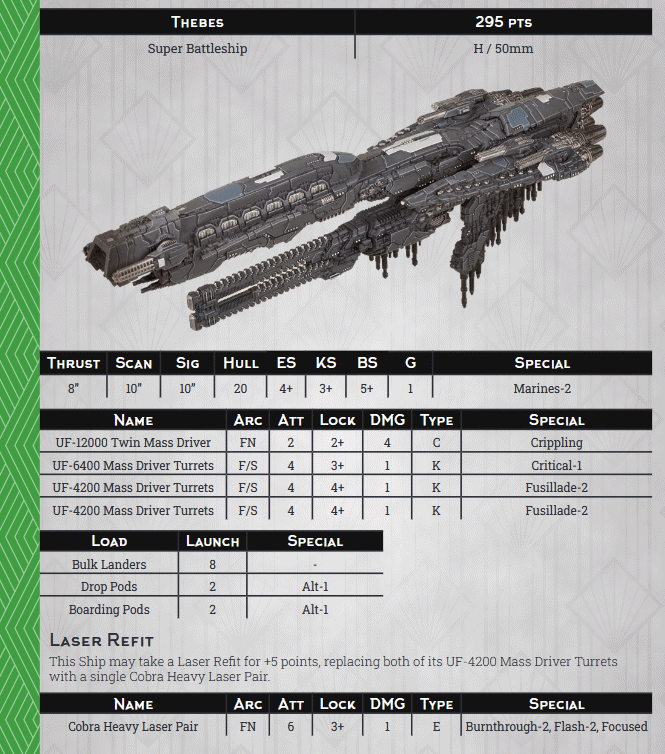 Thebes 295 pts
Super Battleship H / 50mm
Thrust Scan Sig Hull ES KS BS G Special
8" 10" 10" 20 4+ 3+ 5+ 1 Marines-2
Name Arc Att Lock DMG Type Special
UF-12000 Twin Mass Driver FN 2 2+ 4 C Crippling
UF-6400 Mass Driver Turrets F/S 4 3+ 1 K Critical-1
UF-4200 Mass Driver Turrets F/S 4 4+ 1 K Fusillade-2
UF-4200 Mass Driver Turrets F/S 4 4+ 1 K Fusillade-2
Load Launch Special
Bulk Landers 8 -
Drop Pods 2 Alt-1
Boarding Pods 2 Alt-1
Laser Refit
This Ship may take a Laser Refit for +5 points, replacing both of its UF-4200 Mass Driver Turrets
with a single Cobra Heavy Laser Pair.
Name Arc Att Lock DMG Type Special
Cobra Heavy Laser Pair FN 6 3+ 1 E Burnthrough-2, Flash-2, Focused